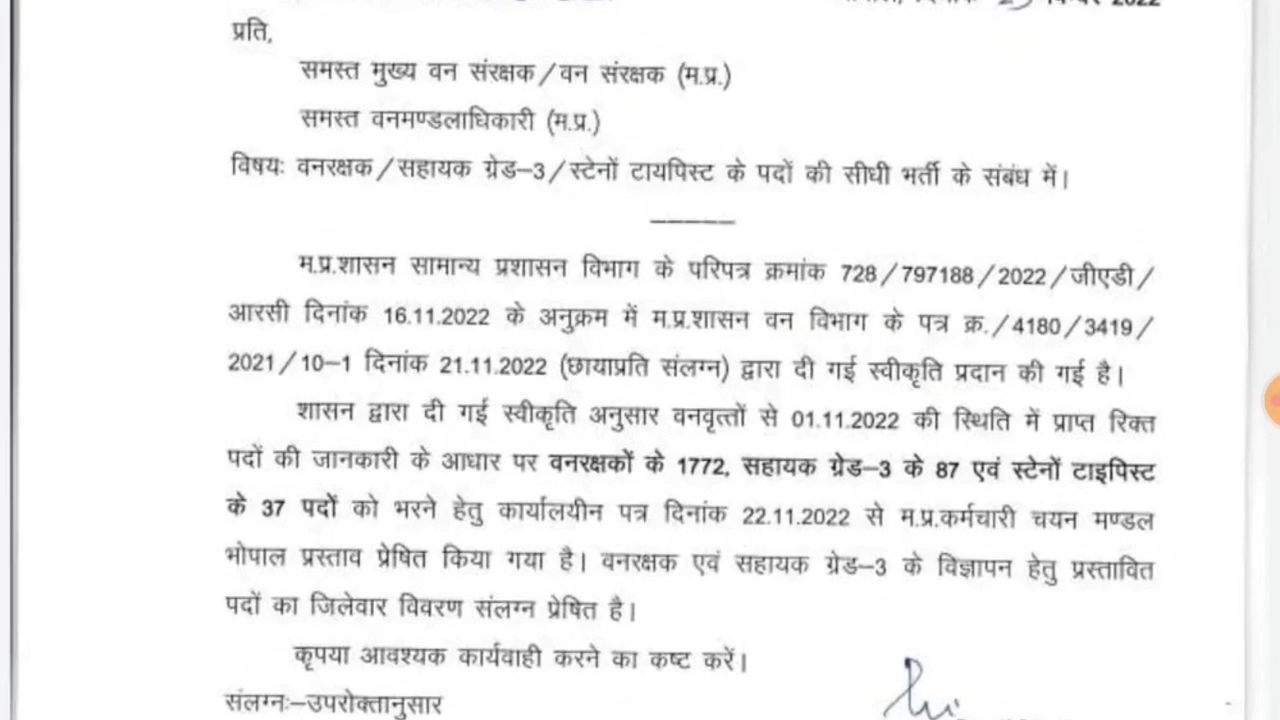 2022
प्रति,
समस्त मुख्य वन संरक्षक/वन संरक्षक (म.प्र.)
समस्त वनमण्डलाधिकारी (म.प्र.)
विषयः वनरक्षक/सहायक ग्रेड–3/स्टेनों टायपिस्ट के पदों की सीधी भर्ती के संबंध में।
म.प्र.शासन सामान्य प्रशासन विभाग के परिपत्र क्रमांक 728/797188/2022/जीएडी/
आरसी दिनांक 16.11.2022 के अनुक्रम में म.प्र.शासन वन विभाग के पत्र क्र./4180/3419/
2021/10–1 दिनांक 21.11.2022 (छायाप्रति संलग्न) द्वारा दी गई स्वीकृति प्रदान की गई है।
शासन द्वारा दी गई स्वीकृति अनुसार वनवृत्तों से 01.11.2022 की स्थिति में प्राप्त रिक्त
पदों की जानकारी के आधार पर वनरक्षकों के 1772, सहायक ग्रेड–3 के 87 एवं स्टेनों टाइपिस्ट
के 37 पदों को भरने हेतु कार्यालयीन पत्र दिनांक 22.11.2022 से म.प्र.कर्मचारी चयन मण्डल
भोपाल प्रस्ताव प्रेषित किया गया है। वनरक्षक एवं सहायक ग्रेड–3 के विज्ञापन हेतु प्रस्तावित
पदों का जिलेवार विवरण संलग्न प्रेषित है।
कृपया आवश्यक कार्यवाही करने का कष्ट करें।
संलग्नः–उपरोक्तानुसार